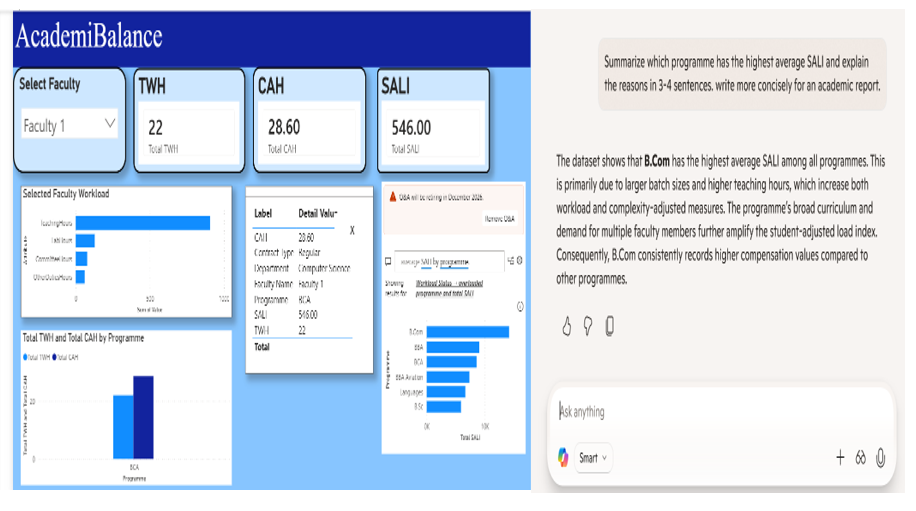 AcademiBalance
Select Faculty
Faculty 1
TWH
22
Total TWH
CAH
28.60
Total CAH
SALI
546.00
Total SALI
Selected Faculty Workload
TeachingHours
LabHours
CommitteeHours
OtherDutiesHours
Attribute
0
500
1000
Sum of Value
Total TWH and Total CAH by Programme
Total TWH Total CAH
Total TWH and Total CAH
20
0
BCA
Programme
Label Detail Valu
X
CAH 28.60
Contract Type Regular
Department Computer Science
Faculty Name Faculty 1
Programme BCA
SALI 546.00
TWH 22
Total
Q&A will be retiring in December 2026.
Remove Q&A
average SALI by programme
Showing results for
Workload Status overloaded
programme and total SALI
B.Com
BBA
BCA
BBA Aviation
Languages
B.Sc
Programme
0K
10K
Total SALI
Summarize which programme has the highest average SALI and explain
the reasons in 3-4 sentences. write more concisely for an academic report.
The dataset shows that B.Com has the highest average SALI among all programmes. This
is primarily due to larger batch sizes and higher teaching hours, which increase both
workload and complexity-adjusted measures. The programme's broad curriculum and
demand for multiple faculty members further amplify the student-adjusted load index.
Consequently, B.Com consistently records higher compensation values compared to
other programmes.
Ask anything
Smart